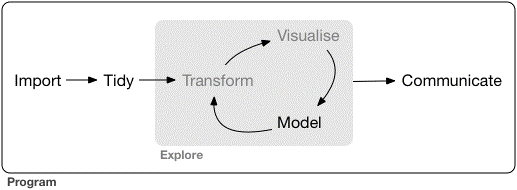 Visualise
Import
Tidy
Transform
Communicate
Model
Explore
Program